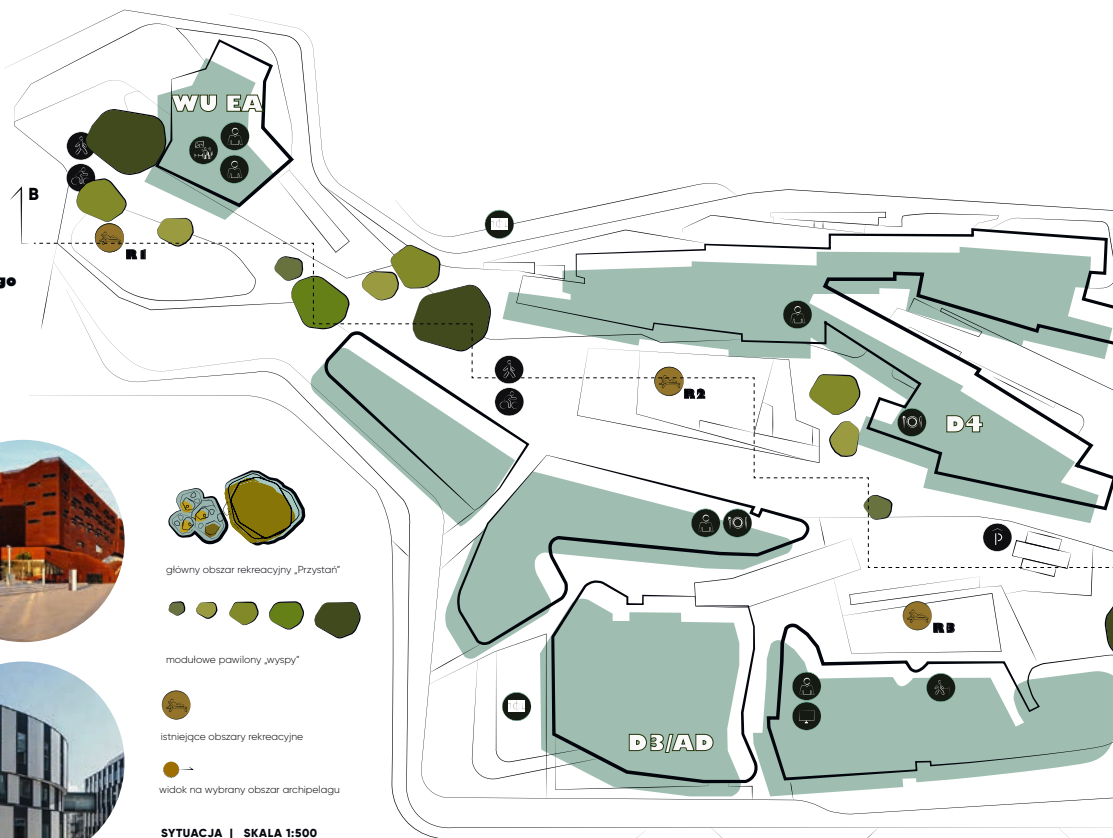 WU EA
B
R1
go
R2
D4
P
R3
D3/AD
główny obszar rekreacyjny „Przystań”
modułowe pawilony „wyspy”
istniejące obszary rekreacyjne
widok na wybrany obszar archipelagu
SYTUACJA | SKALA 1:500